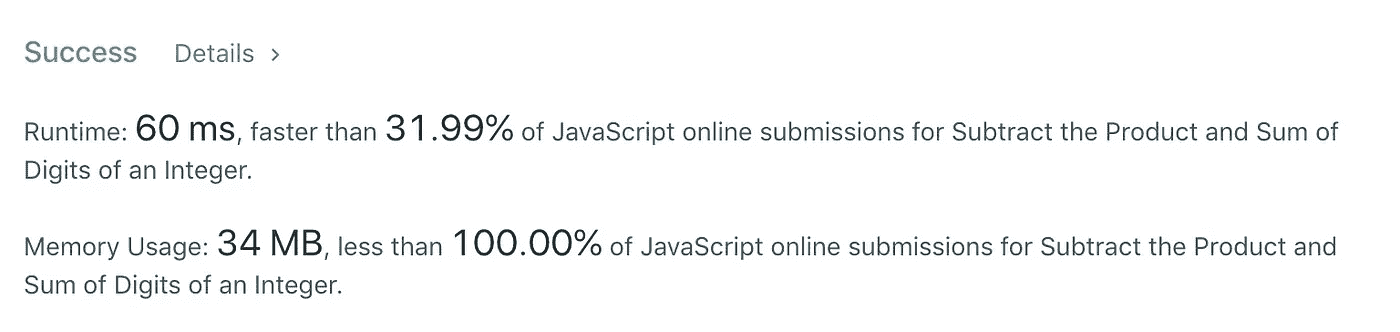 Success Details >
Runtime: 60 ms, faster than 31.99% of JavaScript online submissions for Subtract the Product and Sum of
Digits of an Integer.
Memory Usage: 34 MB, less than 100.00% of JavaScript online submissions for Subtract the Product and
Sum of Digits of an Integer.